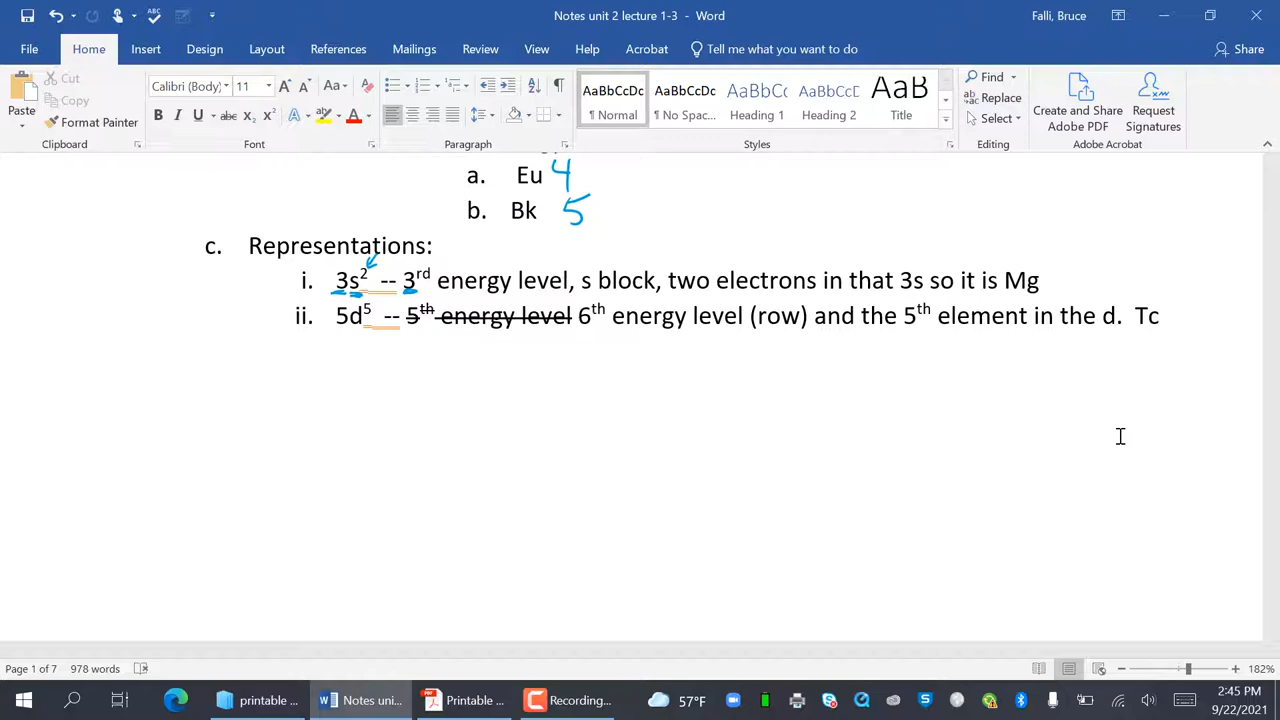 Notes unit 2 lecture 1-3 - Word
Falli, Bruce
File Home Insert Design Layout References Mailings Review View Help Acrobat Tell me what you want to do Share
Paste
Cut
Copy
Format Painter
Calibri (Body) 11
AaBbCcDc AaBbCcDc AaBbCc AaBbCcD AaB
¶ Normal ¶ No Spac... Heading 1 Heading 2 Title
Find
Replace
Select
Create and Share Adobe PDF
Request Signatures
Clipboard Font Paragraph Styles Editing Adobe Acrobat
a. Eu 4
b. Bk 5
c. Representations:
i. 3s² -- 3rd energy level, s block, two electrons in that 3s so it is Mg
ii. 5d⁵ -- 5th energy level 6th energy level (row) and the 5th element in the d. Tc
Page 1 of 7 978 words 182%
printable ... Notes uni... Printable ... Recording... 57°F 2:45 PM
9/22/2021